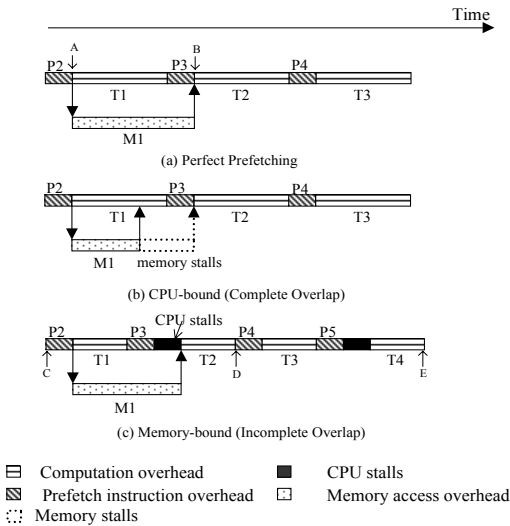 Time
A B
P2 P3 P4
T1 T2 T3
M1
(a) Perfect Prefetching
P2 P3 P4
T1 T2 T3
M1 memory stalls
(b) CPU-bound (Complete Overlap)
CPU stalls
P2 P3 P4 P5
C T1 T2 D T3 T4 E
M1
(c) Memory-bound (Incomplete Overlap)
Computation overhead CPU stalls
Prefetch instruction overhead Memory access overhead
Memory stalls